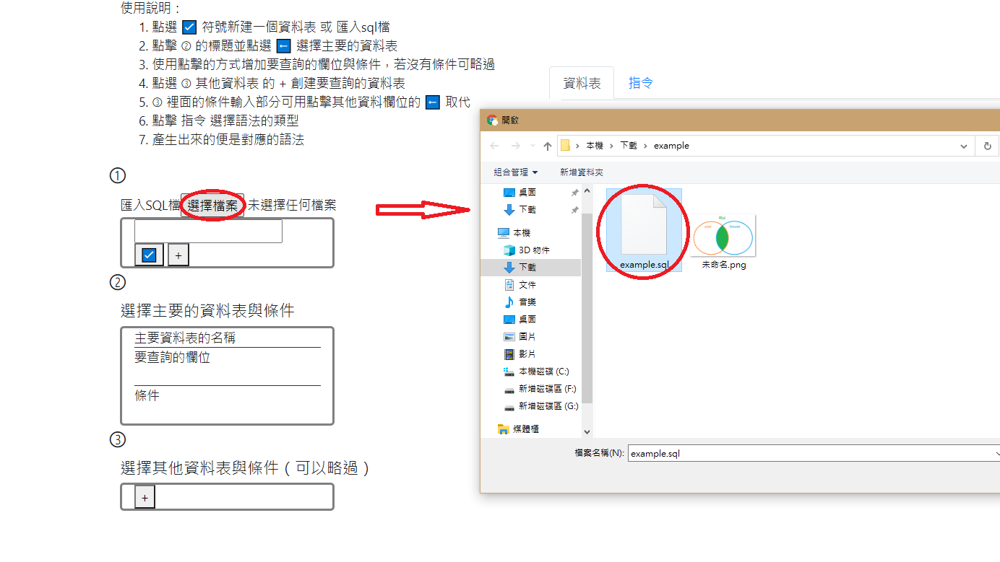 使用說明：
1. 點選 ✓ 符號新建一個資料表 或 匯入sql檔
2. 點擊 ② 的標題並點選 ← 選擇主要的資料表
3. 使用點擊的方式增加要查詢的欄位與條件，若沒有條件可略過
4. 點選 ③ 其他資料表 的 + 創建要查詢的資料表
5. ③ 裡面的條件輸入部分可用點擊其他資料欄位的 ← 取代
6. 點擊 指令 選擇語法的類型
7. 產生出來的便是對應的語法
①
匯入SQL檔 選擇檔案 未選擇任何檔案
✓ +
②
選擇主要的資料表與條件
主要資料表的名稱
要查詢的欄位
條件
③
選擇其他資料表與條件（可以略過）
+
資料表 指令
開啟
本機 › 下載 › example
組合管理 新增資料夾
桌面
下載
本機
3D 物件
下載
文件
音樂
桌面
圖片
影片
本機磁碟 (C:)
新增磁碟區 (F:)
新增磁碟區 (G:)
媒體櫃
example.sql
未命名.png
檔案名稱(N): example.sql